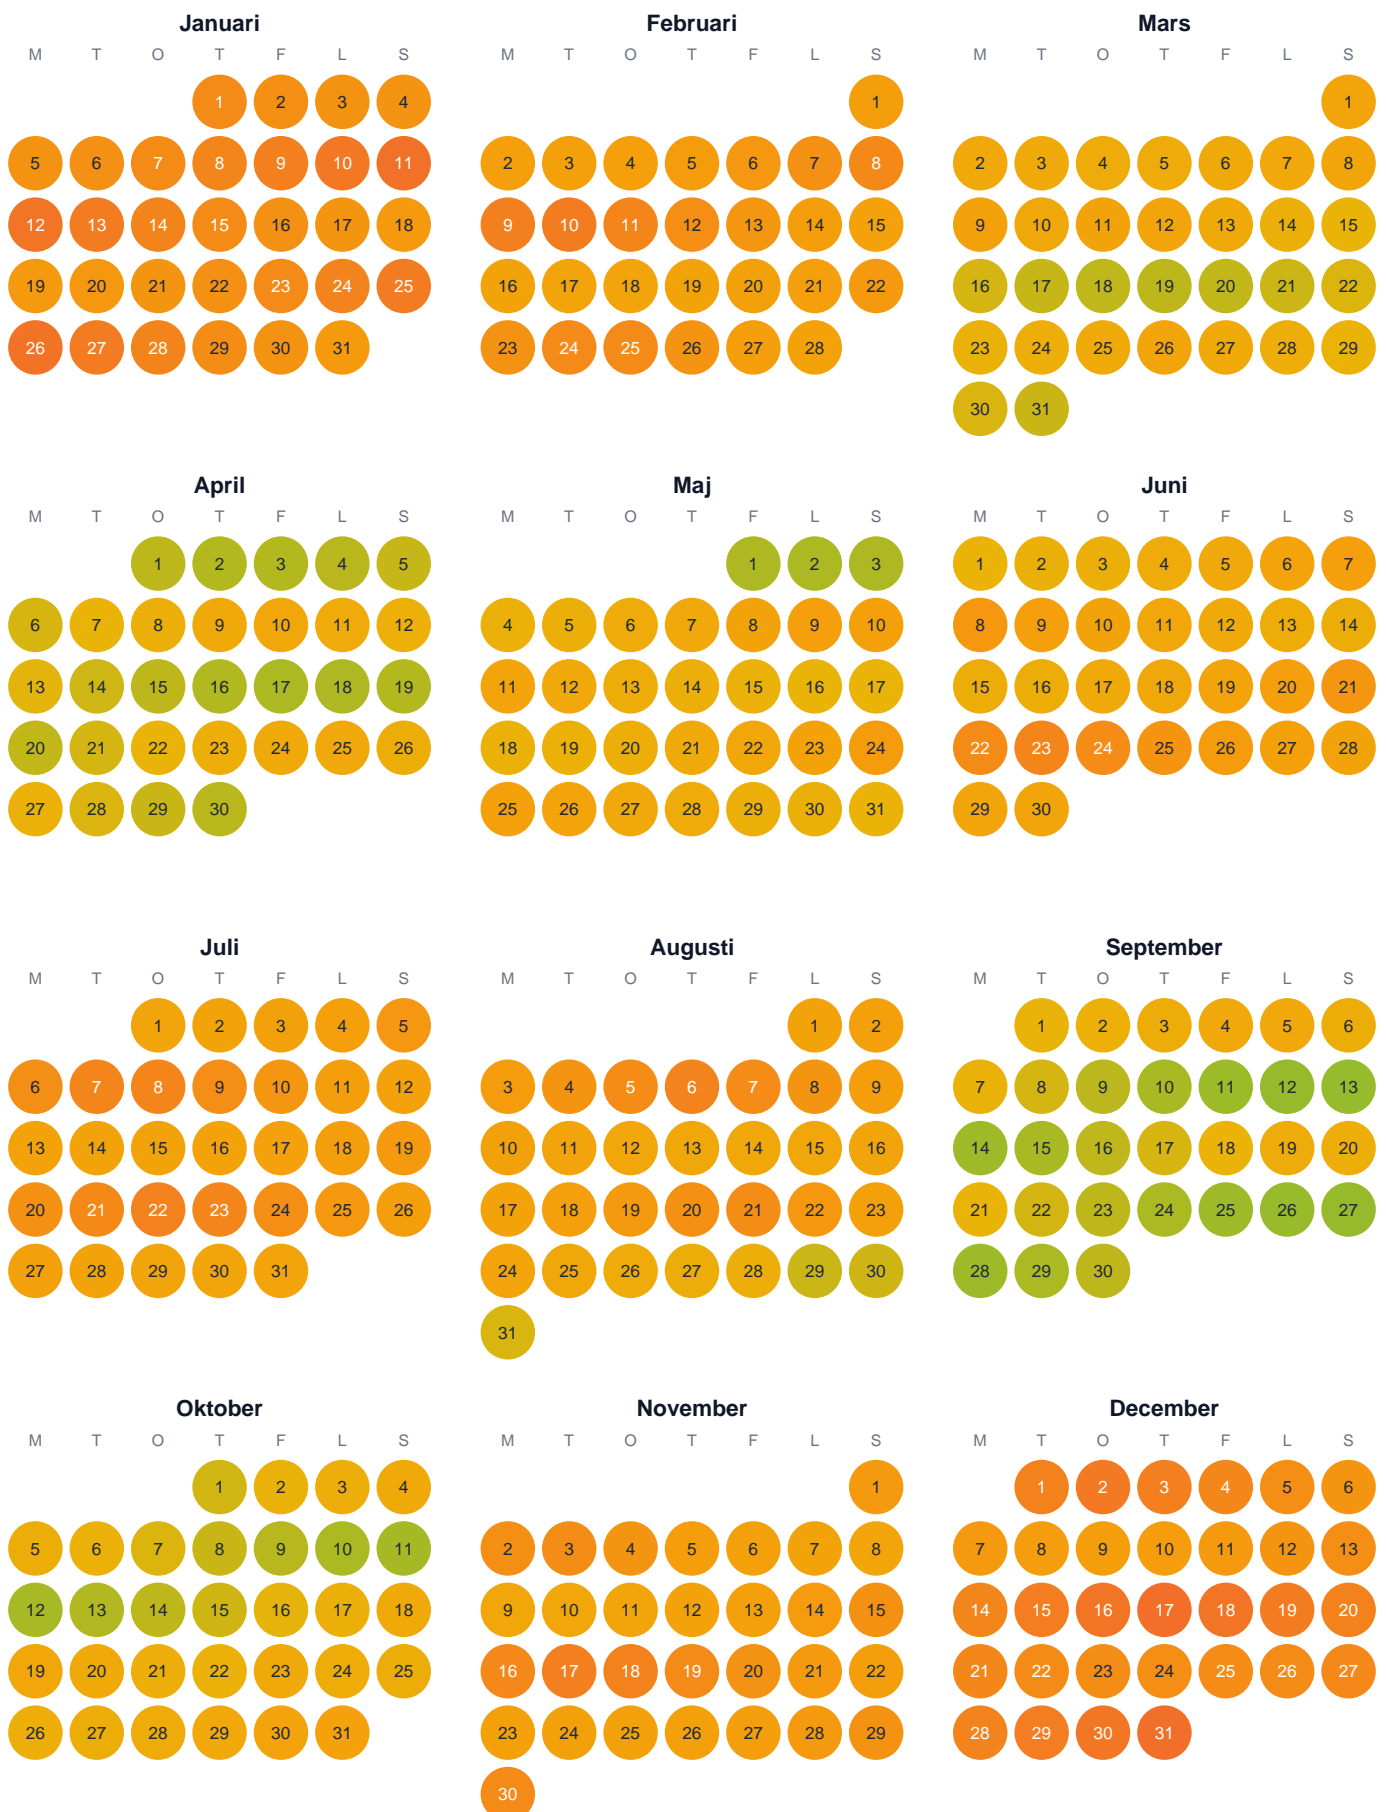 Januari Februari Mars
M T O T F L S M T O T F L S M T O T F L S
1 2 3 4 1 1
5 6 7 8 9 10 11 2 3 4 5 6 7 8 2 3 4 5 6 7 8
12 13 14 15 16 17 18 9 10 11 12 13 14 15 9 10 11 12 13 14 15
19 20 21 22 23 24 25 16 17 18 19 20 21 22 16 17 18 19 20 21 22
26 27 28 29 30 31 23 24 25 26 27 28 23 24 25 26 27 28 29
30 31
April Maj Juni
M T O T F L S M T O T F L S M T O T F L S
1 2 3 4 5 1 2 3 1 2 3 4 5 6 7
6 7 8 9 10 11 12 4 5 6 7 8 9 10 8 9 10 11 12 13 14
13 14 15 16 17 18 19 11 12 13 14 15 16 17 15 16 17 18 19 20 21
20 21 22 23 24 25 26 18 19 20 21 22 23 24 22 23 24 25 26 27 28
27 28 29 30 25 26 27 28 29 30 31 29 30
Juli Augusti September
M T O T F L S M T O T F L S M T O T F L S
1 2 3 4 5 1 2 1 2 3 4 5 6
6 7 8 9 10 11 12 3 4 5 6 7 8 9 7 8 9 10 11 12 13
13 14 15 16 17 18 19 10 11 12 13 14 15 16 14 15 16 17 18 19 20
20 21 22 23 24 25 26 17 18 19 20 21 22 23 21 22 23 24 25 26 27
27 28 29 30 31 24 25 26 27 28 29 30 28 29 30
31
Oktober November December
M T O T F L S M T O T F L S M T O T F L S
1 2 3 4 1 1 2 3 4 5 6
5 6 7 8 9 10 11 2 3 4 5 6 7 8 7 8 9 10 11 12 13
12 13 14 15 16 17 18 9 10 11 12 13 14 15 14 15 16 17 18 19 20
19 20 21 22 23 24 25 16 17 18 19 20 21 22 21 22 23 24 25 26 27
26 27 28 29 30 31 23 24 25 26 27 28 29 28 29 30 31
30